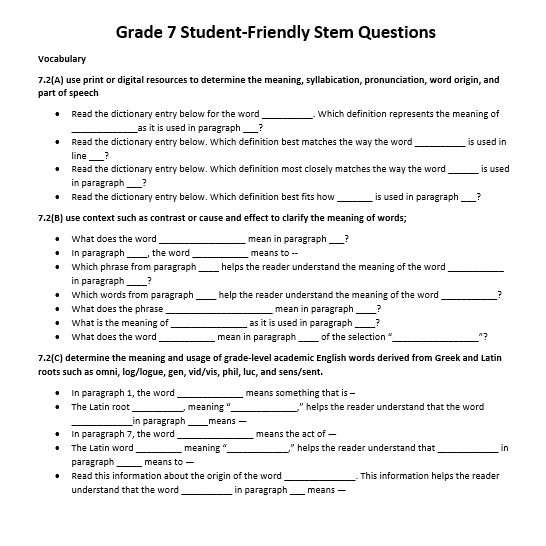 Grade 7 Student-Friendly Stem Questions
Vocabulary
7.2(A) use print or digital resources to determine the meaning, syllabication, pronunciation, word origin, and
part of speech
• Read the dictionary entry below for the word __________. Which definition represents the meaning of
_____________as it is used in paragraph ___?
• Read the dictionary entry below. Which definition best matches the way the word __________ is used in
line ___?
• Read the dictionary entry below. Which definition most closely matches the way the word ______ is used
in paragraph ___?
• Read the dictionary entry below. Which definition best fits how _______ is used in paragraph ___?
7.2(B) use context such as contrast or cause and effect to clarify the meaning of words;
• What does the word _________________ mean in paragraph ___?
• In paragraph ____, the word ___________ means to --
• Which phrase from paragraph ____ helps the reader understand the meaning of the word ___________
in paragraph ____?
• Which words from paragraph ____ help the reader understand the meaning of the word ___________?
• What does the phrase _____________________ mean in paragraph ____?
• What is the meaning of _______________ as it is used in paragraph ____?
• What does the word ___________ mean in paragraph ____ of the selection “_________________”?
7.2(C) determine the meaning and usage of grade-level academic English words derived from Greek and Latin
roots such as omni, log/logue, gen, vid/vis, phil, luc, and sens/sent.
• In paragraph 1, the word _____________ means something that is –
• The Latin root __________, meaning “_____________,” helps the reader understand that the word
____________in paragraph ____means —
• In paragraph 7, the word _______________ means the act of —
• The Latin word _________ meaning “____________,” helps the reader understand that ____________ in
paragraph _____ means to —
• Read this information about the origin of the word ______________. This information helps the reader
understand that the word __________ in paragraph ___ means —